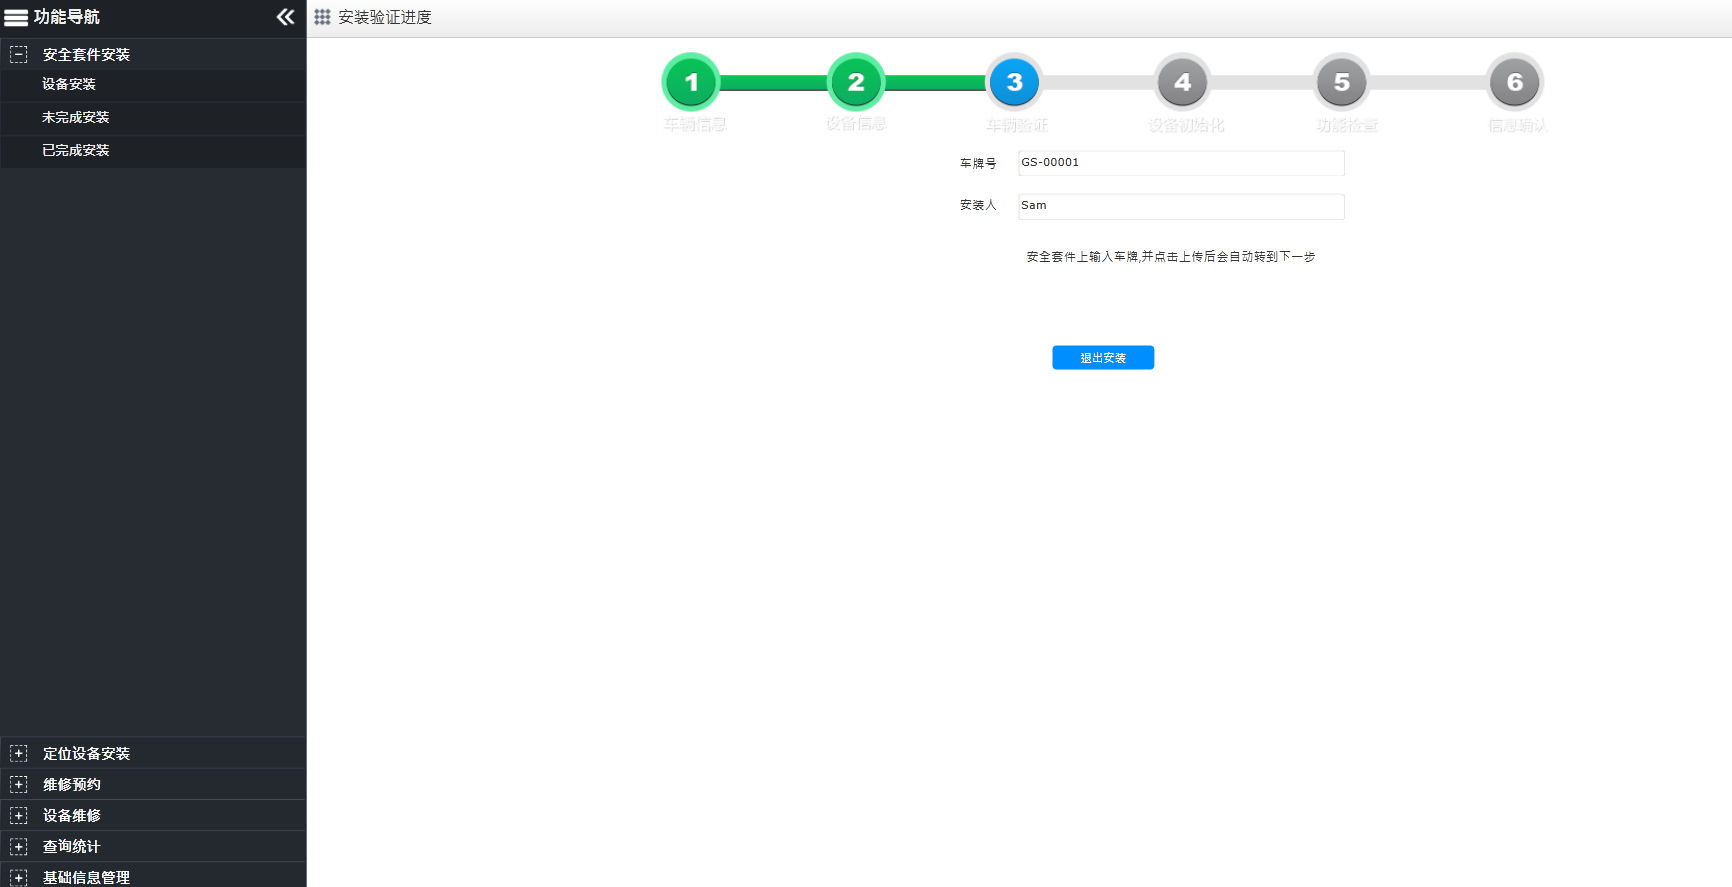 功能导航
安全套件安装
设备安装
未完成安装
已完成安装
定位设备安装
维修预约
设备维修
查询统计
基础信息管理
安装验证进度
1 2 3 4 5 6
车辆信息 设备信息 车辆验证 设备初始化 功能检查 信息确认
车牌号 GS-00001
安装人 Sam
安全套件上输入车牌,并点击上传后会自动转到下一步
退出安装